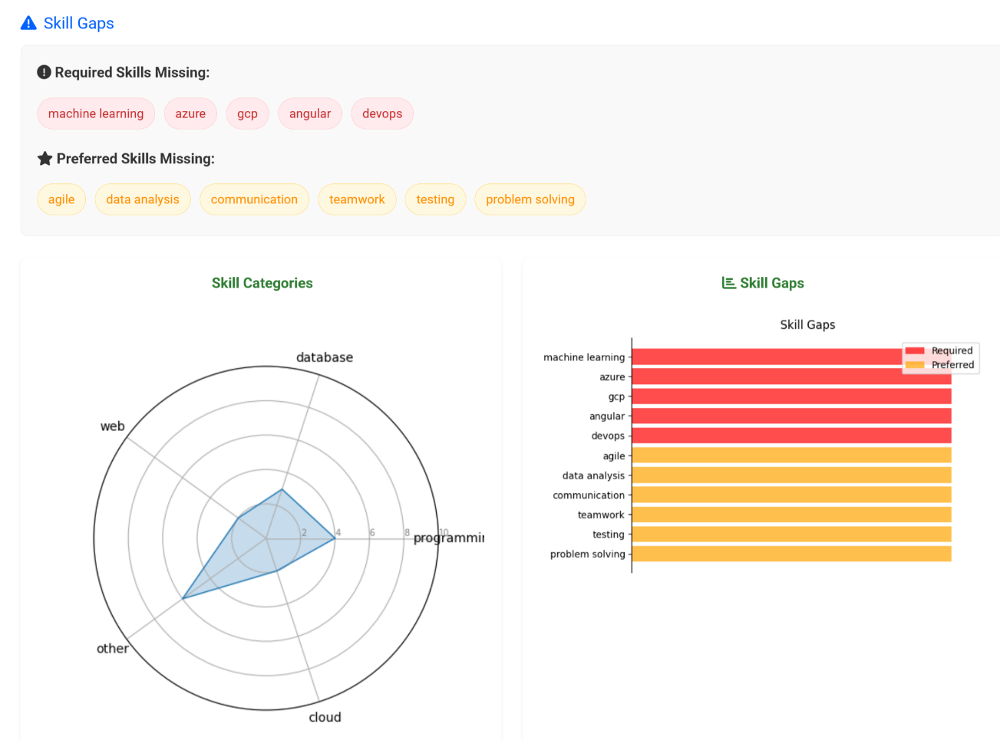 Skill Gaps
Required Skills Missing:
machine learning azure gcp angular devops
Preferred Skills Missing:
agile data analysis communication teamwork testing problem solving
Skill Categories
database
web
2 4 6 8 10
programmin
other
cloud
Skill Gaps
Skill Gaps
Required
Preferred
machine learning
azure
gcp
angular
devops
agile
data analysis
communication
teamwork
testing
problem solving